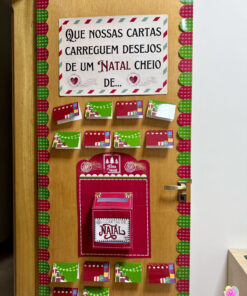 QUE NOSSAS CARTAS
CARREGUEM DESEJOS
DE UM NATAL CHEIO
DE...
NATAL